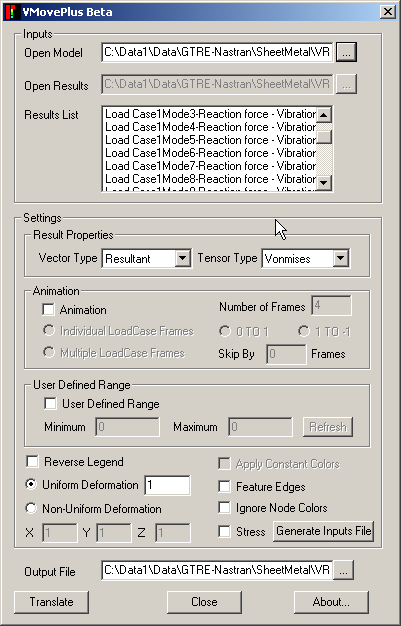 VMovePlus Beta
Inputs
Open Model C:\Data1\Data\GTRE-Nastran\SheetMetal\VR ...
Open Results C:\Data1\Data\GTRE-Nastran\SheetMetal\VR ...
Results List
Load Case1Mode3-Reaction force - Vibration
Load Case1Mode4-Reaction force - Vibration
Load Case1Mode5-Reaction force - Vibration
Load Case1Mode6-Reaction force - Vibration
Load Case1Mode7-Reaction force - Vibration
Load Case1Mode8-Reaction force - Vibration
Settings
Result Properties
Vector Type Resultant Tensor Type Vonmises
Animation
Animation Number of Frames 4
Individual LoadCase Frames 0 TO 1 1 TO -1
Multiple LoadCase Frames Skip By 0 Frames
User Defined Range
User Defined Range
Minimum 0 Maximum 0 Refresh
Reverse Legend Apply Constant Colors
Uniform Deformation 1 Feature Edges
Non-Uniform Deformation Ignore Node Colors
X 1 Y 1 Z 1 Stress Generate Inputs File
Output File C:\Data1\Data\GTRE-Nastran\SheetMetal\VR ...
Translate Close About...